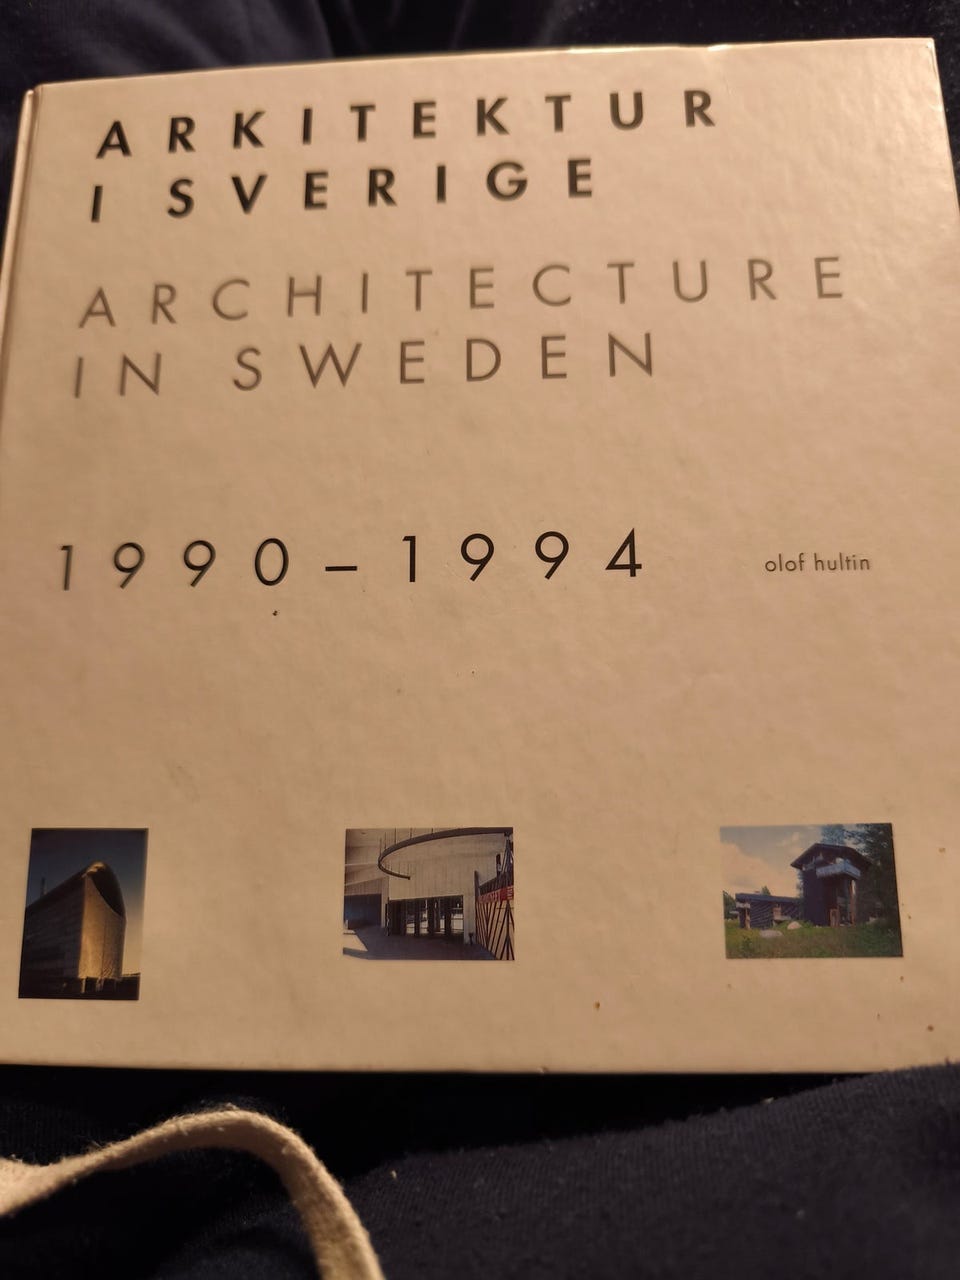 ARKITEKTUR
I SVERIGE
ARCHITECTURE
IN SWEDEN
1990–1994
olof hultin